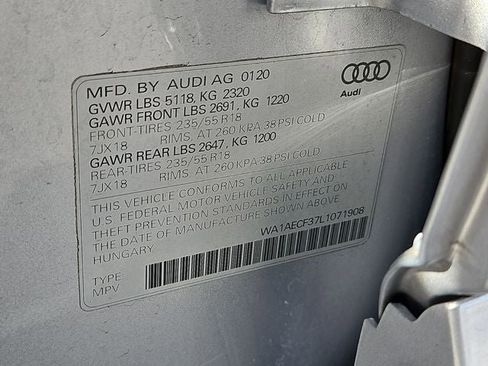 MFD. BY AUDI AG 0120
GVWR LBS 5118, KG 2320
GAWR FRONT LBS 2691, KG 1220
FRONT-TIRES 235/55 R18
7JX18 RIMS, AT 260 KPA 38 PSI COLD
GAWR REAR LBS 2647, KG 1200
REAR-TIRES 235/55 R18
7JX18 RIMS, AT 260 KPA 38 PSI COLD
THIS VEHICLE CONFORMS TO ALL APPLICABLE
U.S. FEDERAL MOTOR VEHICLE SAFETY AND
THEFT PREVENTION STANDARDS IN EFFECT ON
THE DATE OF MANUFACTURE SHOWN ABOVE
HUNGARY
WA1AECF37L1071908
TYPE:
MPV
Audi